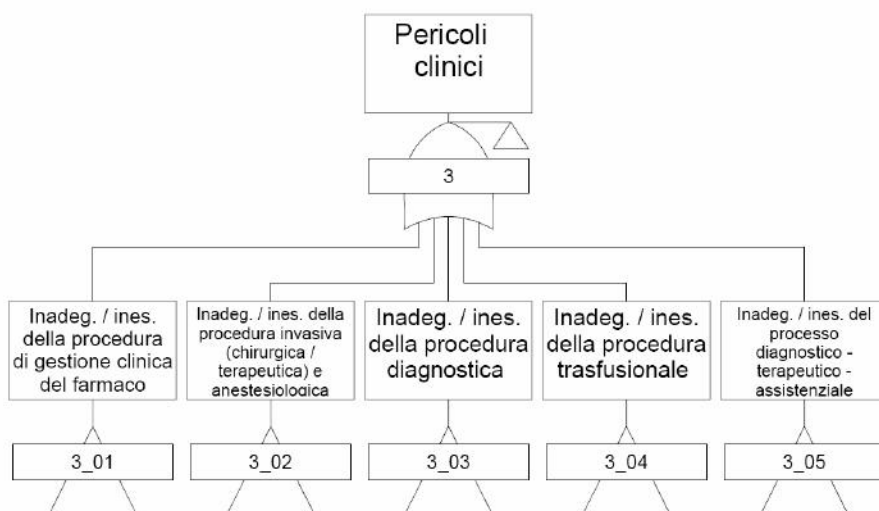 Pericoli
clinici
3
Inadeg. / ines.
della procedura
di gestione clinica
del farmaco
Inadeg. / ines. della
procedura invasiva
(chirurgica /
terapeutica) e
anestesiologica
Inadeg. / ines.
della procedura
diagnostica
Inadeg. / ines.
della procedura
trasfusionale
Inadeg. / ines. del
processo
diagnostico -
terapeutico -
assistenziale
3_01
3_02
3_03
3_04
3_05